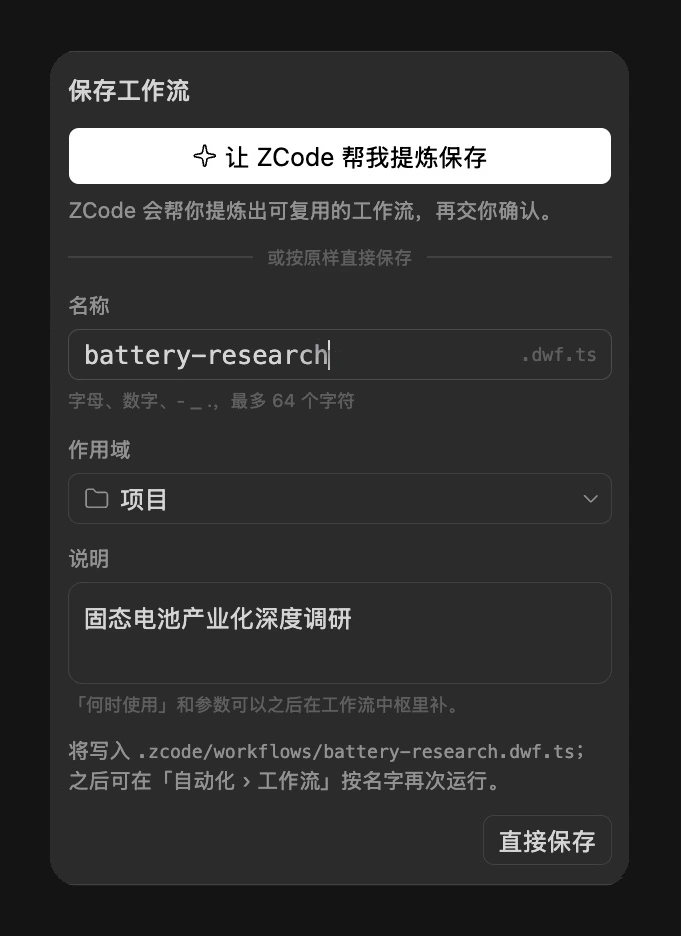 保存工作流
让 ZCode 帮我提炼保存
ZCode 会帮你提炼出可复用的工作流，再交你确认。
或按原样直接保存
名称
battery-research .dwf.ts
字母、数字、- _ .，最多 64 个字符
作用域
项目
说明
固态电池产业化深度调研
「何时使用」和参数可以之后在工作流中枢里补。
将写入 .zcode/workflows/battery-research.dwf.ts；
之后可在「自动化 › 工作流」按名字再次运行。
直接保存